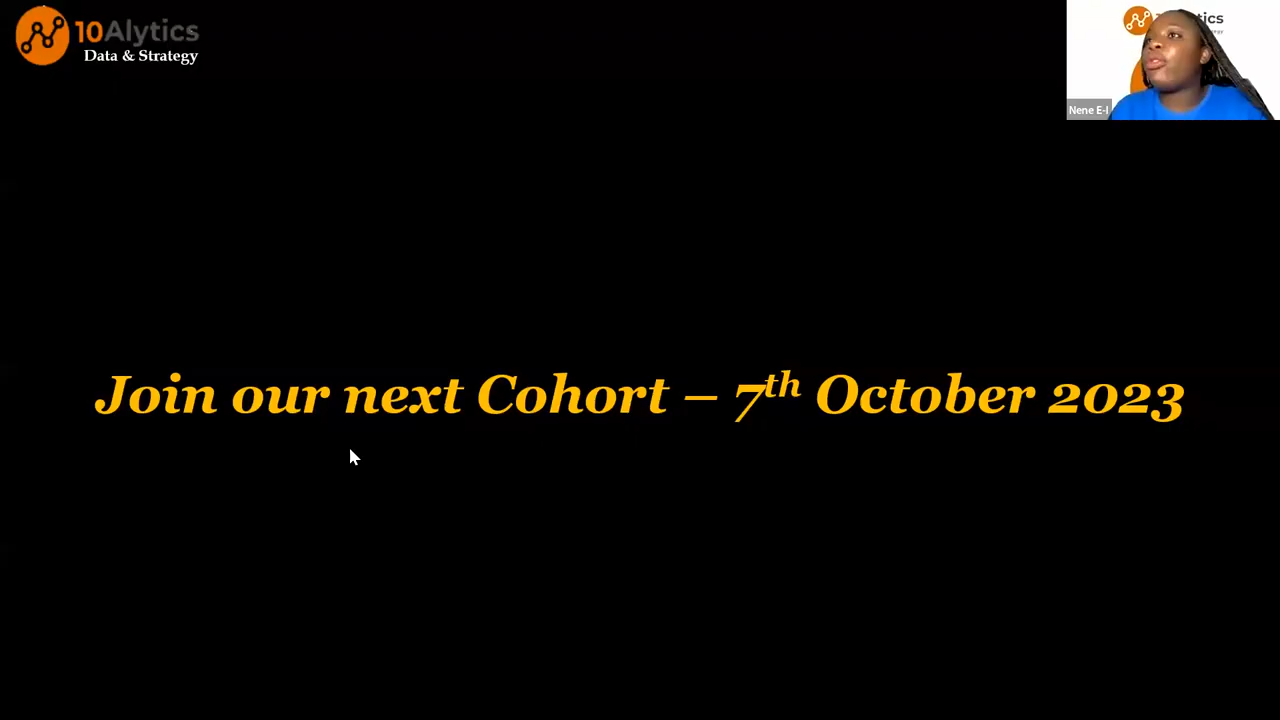 10Alytics
Data & Strategy
Nene E-I
Join our next Cohort – 7th October 2023